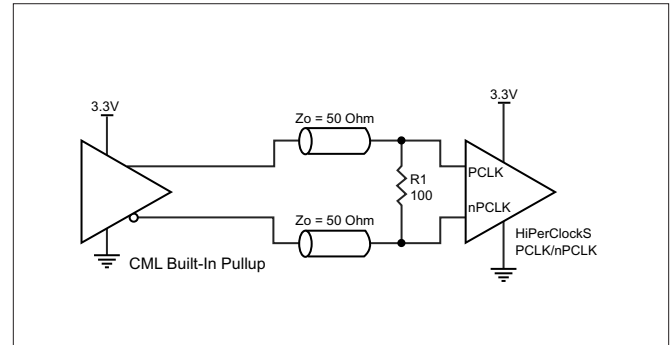 3.3V
3.3V
Zo = 50 Ohm
PCLK
R1
100
nPCLK
Zo = 50 Ohm
HiPerClockS
PCLK/nPCLK
CML Built-In Pullup